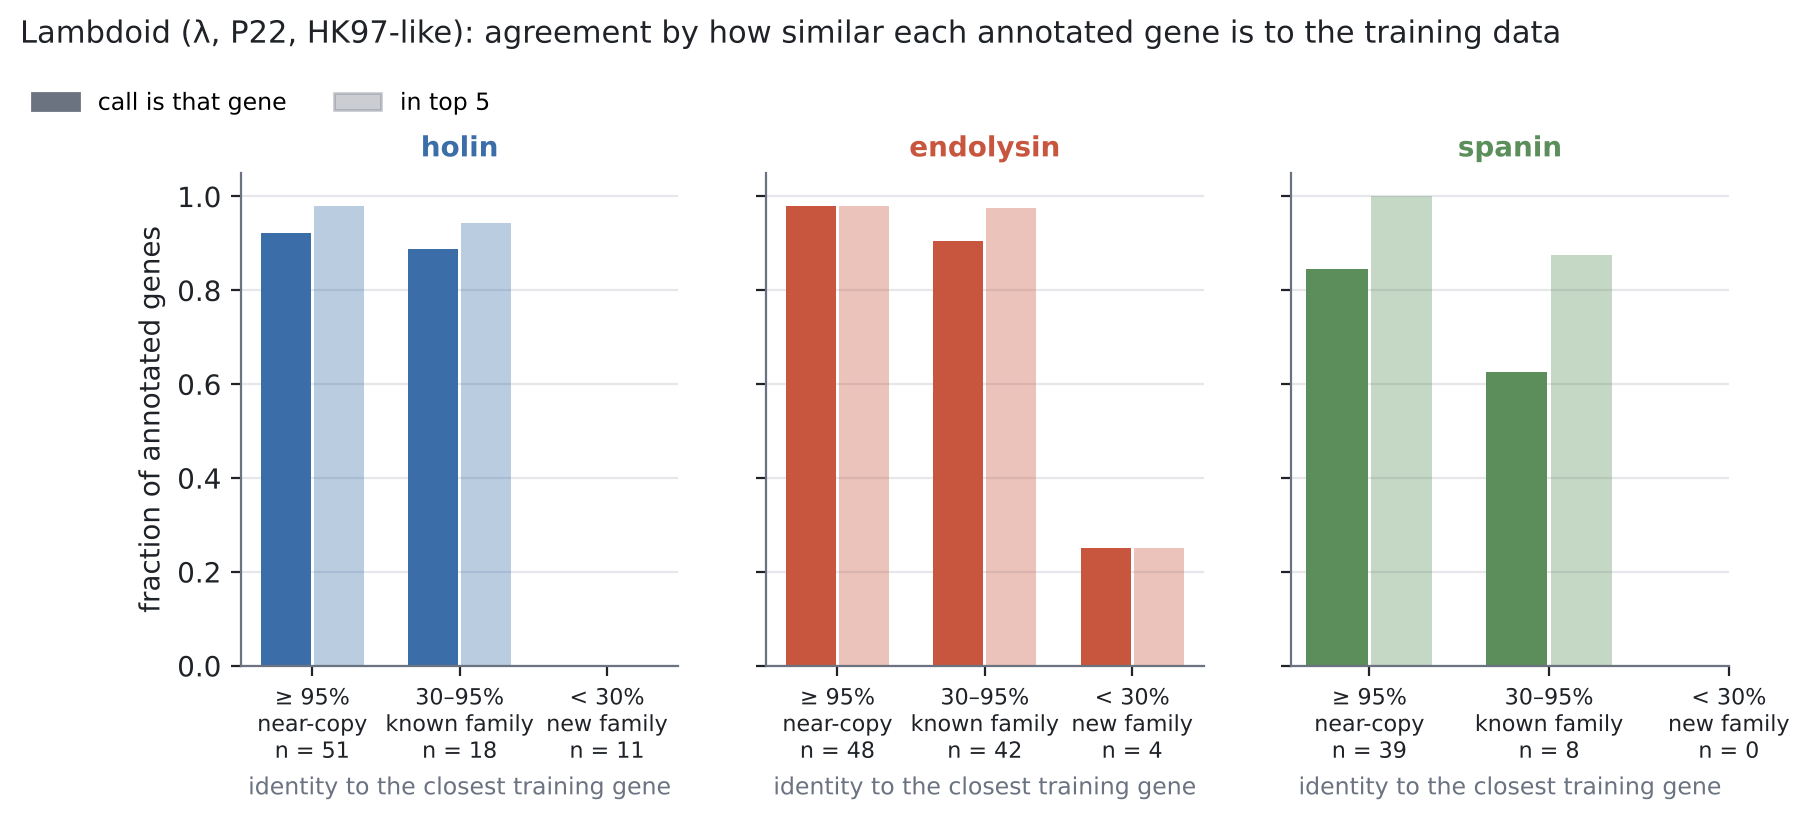 Lambdoid (λ, P22, HK97-like): agreement by how similar each annotated gene is to the training data
call is that gene
in top 5
holin
endolysin
spanin
fraction of annotated genes
1.0
0.8
0.6
0.4
0.2
0.0
≥ 95%
near-copy
n = 51
30–95%
known family
n = 18
< 30%
new family
n = 11
identity to the closest training gene
≥ 95%
near-copy
n = 48
30–95%
known family
n = 42
< 30%
new family
n = 4
identity to the closest training gene
≥ 95%
near-copy
n = 39
30–95%
known family
n = 8
< 30%
new family
n = 0
identity to the closest training gene